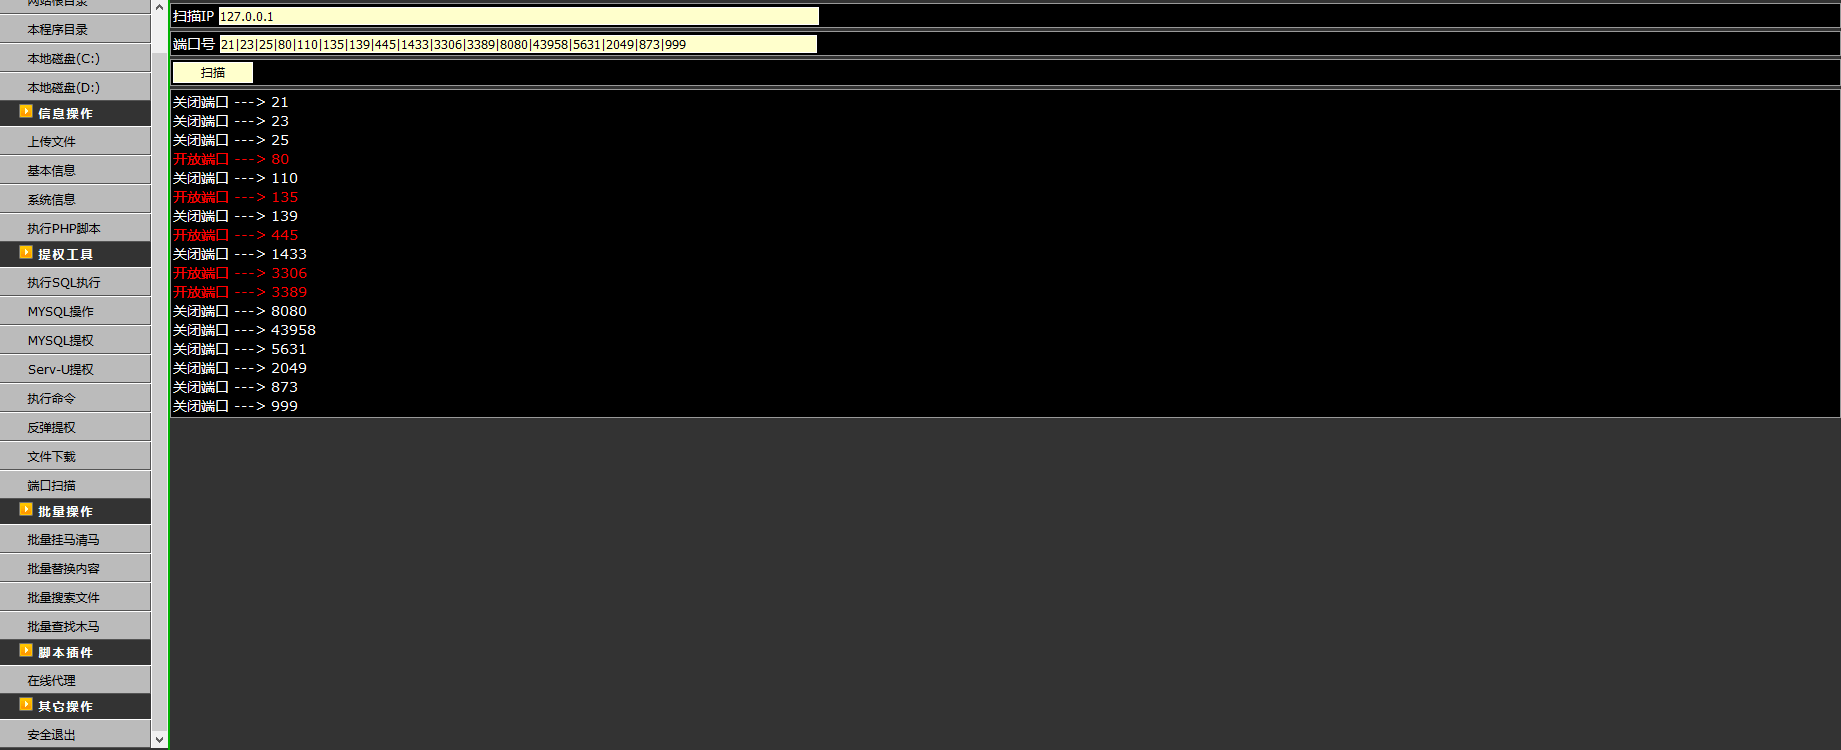 网站根目录
本程序目录
本地磁盘(C:)
本地磁盘(D:)
信息操作
上传文件
基本信息
系统信息
执行PHP脚本
提权工具
执行SQL执行
MYSQL操作
MYSQL提权
Serv-U提权
执行命令
反弹提权
文件下载
端口扫描
批量操作
批量挂马清马
批量替换内容
批量搜索文件
批量查找木马
脚本插件
在线代理
其它操作
安全退出
扫描IP 127.0.0.1
端口号 21|23|25|80|110|135|139|445|1433|3306|3389|8080|43958|5631|2049|873|999
扫描
关闭端口 ---> 21
关闭端口 ---> 23
关闭端口 ---> 25
开放端口 ---> 80
关闭端口 ---> 110
开放端口 ---> 135
关闭端口 ---> 139
开放端口 ---> 445
关闭端口 ---> 1433
开放端口 ---> 3306
开放端口 ---> 3389
关闭端口 ---> 8080
关闭端口 ---> 43958
关闭端口 ---> 5631
关闭端口 ---> 2049
关闭端口 ---> 873
关闭端口 ---> 999